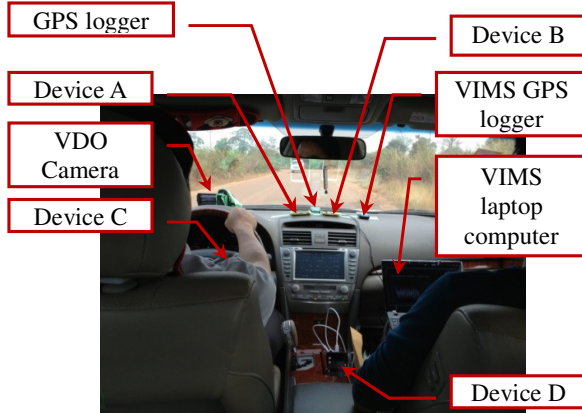 GPS logger
Device B
Device A
VIMS GPS
logger
VDO
Camera
VIMS
laptop
computer
Device C
Device D